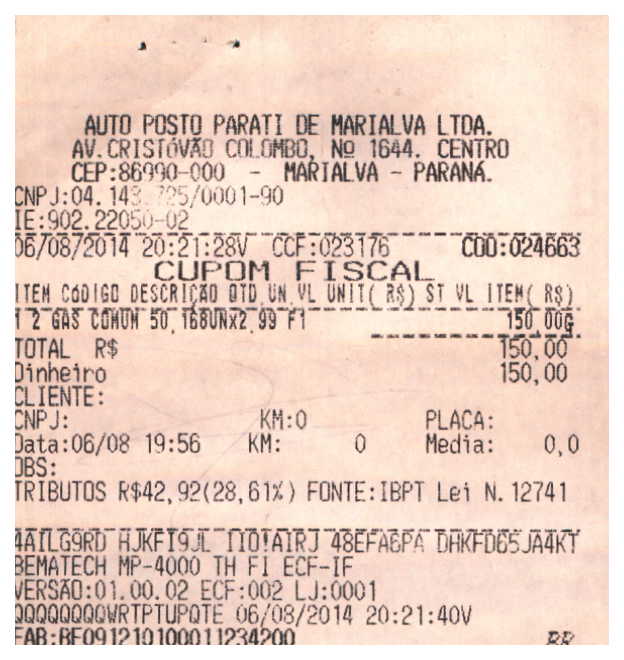 AUTO POSTO PARATI DE MARIALVA LTDA.
AV.CRISTÓVÃO COLOMBO, Nº 1644. CENTRO
CEP:86990-000 - MARIALVA - PARANÁ.
CNPJ:04.143.725/0001-90
IE:902.22050-02
06/08/2014 20:21:28V CCF:023176 COO:024663
CUPOM FISCAL
ITEM CÓDIGO DESCRIÇÃO QTD.UN.VL UNIT( R$) ST VL ITEM( R$)
1 2 GAS COMUM 50,168UNx2,99 F1 150,00G
TOTAL R$ 150,00
Dinheiro 150,00
CLIENTE:
CNPJ: KM:0 PLACA:
Data:06/08 19:56 KM: 0 Media: 0,0
OBS:
TRIBUTOS R$42,92(28,61%) FONTE:IBPT Lei N.12741
HJKFI9JL 48EFA6PA DHKFD65JA4KT
BEMATECH MP-4000 TH FI ECF-IF
VERSÃO:01.00.02 ECF:002 LJ:0001
QQQQQQQQWRTPTUPQTE 06/08/2014 20:21:40V
FAB:BE091210100011234200 BR